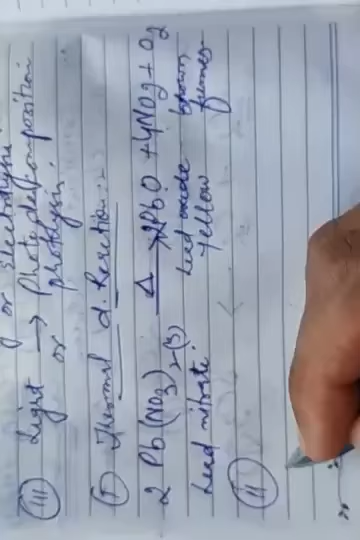 or Electrolysis
(III) Light → Photo decomposition
or photolysis.
(I) Thermal d. Reaction :-
2 Pb(NO3)2(s) Δ→ 2PbO + 4NO2 + O2
Lead nitrate Lead oxide brown
yellow fumes
(II)